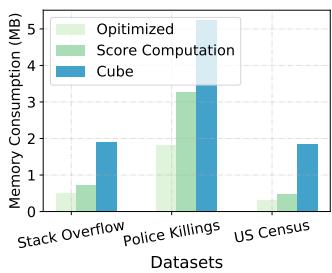 Memory Consumption (MB)
5
4
3
2
1
0
Opitimized
Score Computation
Cube
Stack Overflow
Police Killings
US Census
Datasets